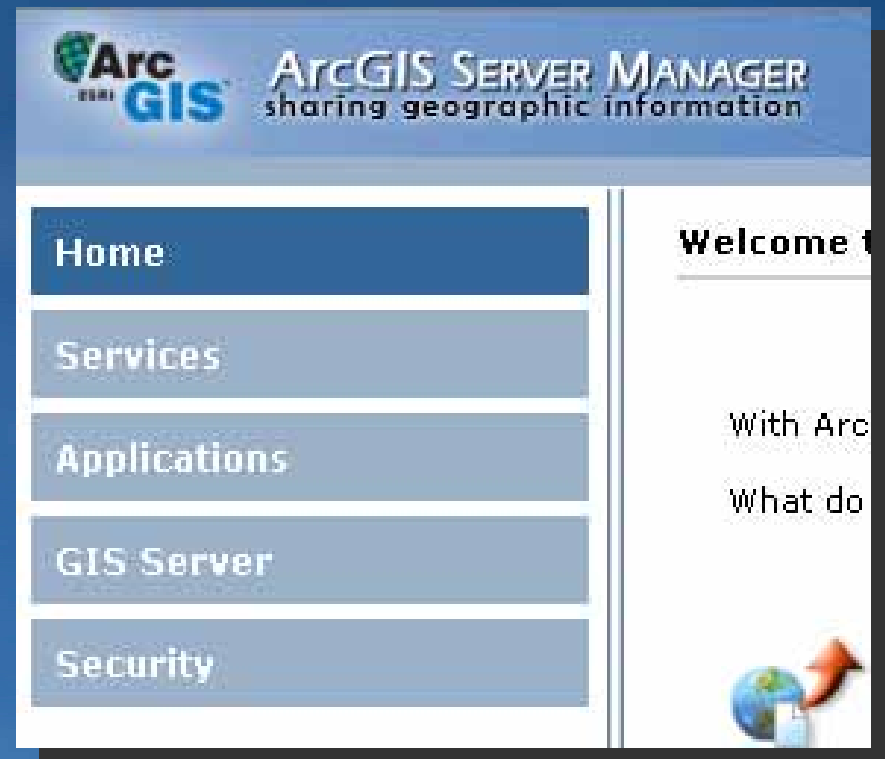 Arc
ESRI GIS
ArcGIS Server Manager
sharing geographic information
Home
Services
Applications
GIS Server
Security
Welcome
With Arc
What do